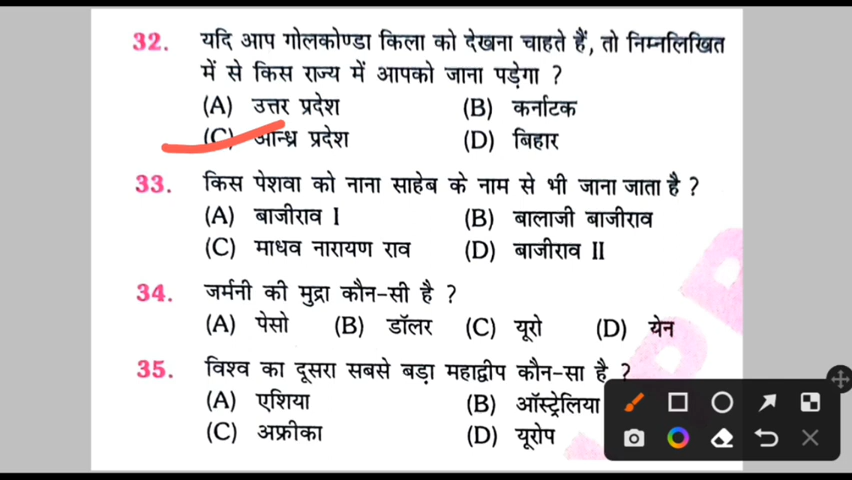 32. यदि आप गोलकोण्डा किला को देखना चाहते हैं, तो निम्नलिखित
में से किस राज्य में आपको जाना पड़ेगा ?
(A) उत्तर प्रदेश (B) कर्नाटक
(C) आन्ध्र प्रदेश (D) बिहार
33. किस पेशवा को नाना साहेब के नाम से भी जाना जाता है ?
(A) बाजीराव I (B) बालाजी बाजीराव
(C) माधव नारायण राव (D) बाजीराव II
34. जर्मनी की मुद्रा कौन-सी है ?
(A) पेसो (B) डॉलर (C) यूरो (D) येन
35. विश्व का दूसरा सबसे बड़ा महाद्वीप कौन-सा है ?
(A) एशिया (B) ऑस्ट्रेलिया
(C) अफ्रीका (D) यूरोप